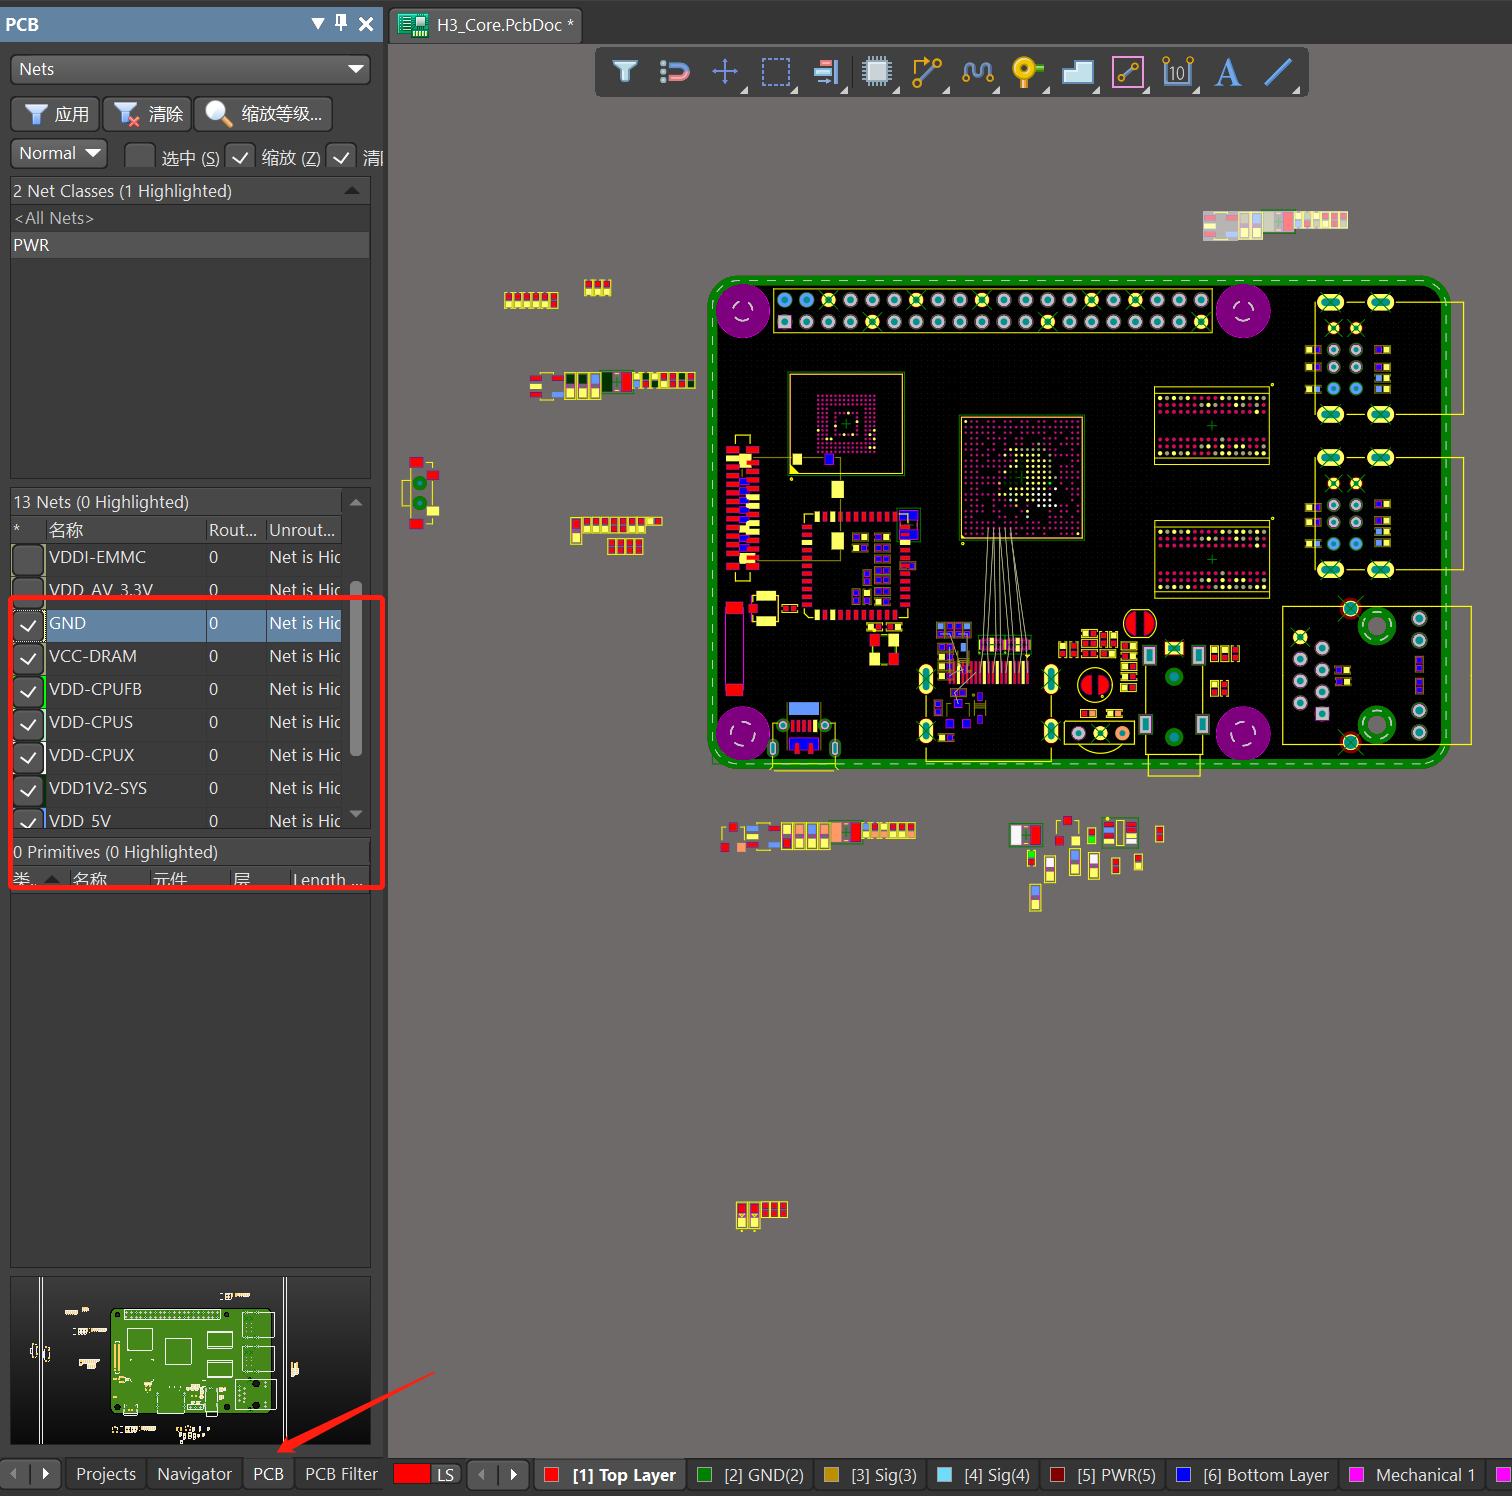 PCB
H3_Core.PcbDoc *
Nets
应用
清除
缩放等级...
Normal
选中 (S)
缩放 (Z)
2 Net Classes (1 Highlighted)
<All Nets>
PWR
13 Nets (0 Highlighted)
* 名称 Rout... Unrout...
VDDI-EMMC 0 Net is Hic
VDD_AV_3.3V 0 Net is Hic
GND 0 Net is Hic
VCC-DRAM 0 Net is Hic
VDD-CPUFB 0 Net is Hic
VDD-CPUS 0 Net is Hic
VDD-CPUX 0 Net is Hic
VDD1V2-SYS 0 Net is Hic
VDD_5V 0 Net is Hic
0 Primitives (0 Highlighted)
类.. 名称 元件 层 Length ...
10
A
Projects Navigator PCB PCB Filter
LS
[1] Top Layer
[2] GND(2)
[3] Sig(3)
[4] Sig(4)
[5] PWR(5)
[6] Bottom Layer
Mechanical 1